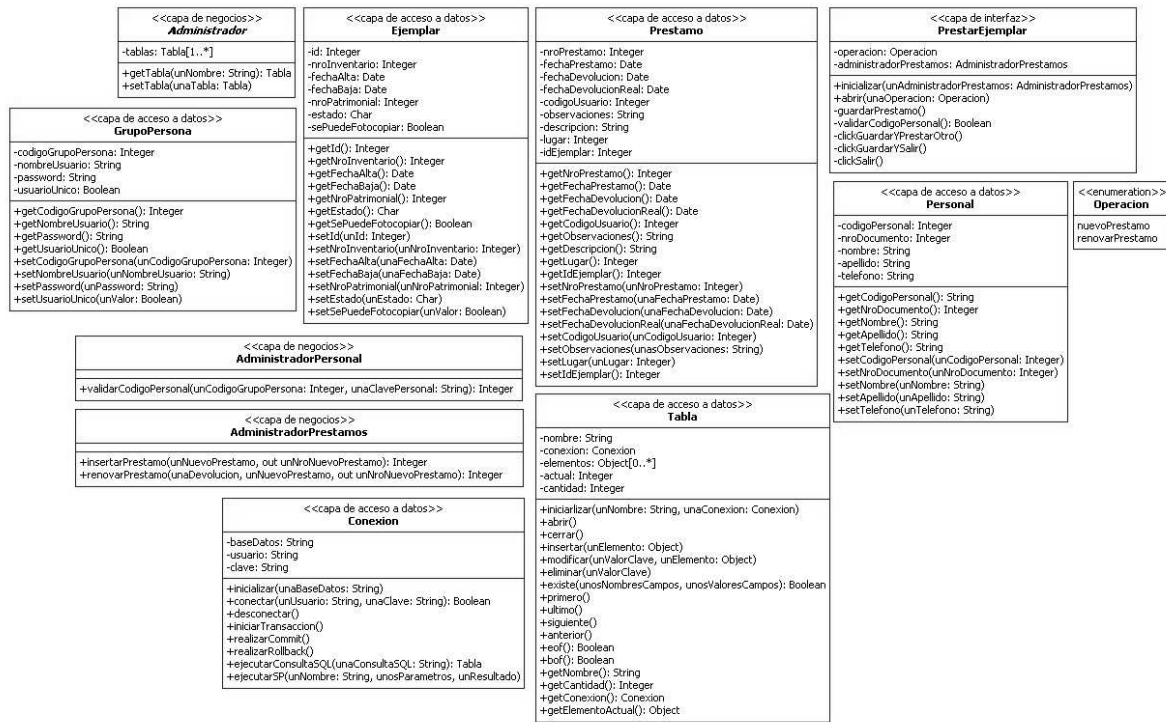 <<capa de negocios>>
Administrador
-tablas: Tabla[1..*]
+getTabla(unNombre: String): Tabla
+setTabla(unaTabla: Tabla)
<<capa de acceso a datos>>
GrupoPersona
-codigoGrupoPersona: Integer
-nombreUsuario: String
-password: String
-usuarioUnico: Boolean
+getCodigoGrupoPersona(): Integer
+getNombreUsuario(): String
+getPassword(): String
+getUsuarioUnico(): Boolean
+setCodigoGrupoPersona(unCodigoGrupoPersona: Integer)
+setNombreUsuario(unNombreUsuario: String)
+setPassword(unPassword: String)
+setUsuarioUnico(unValor: Boolean)
<<capa de acceso a datos>>
Ejemplar
-id: Integer
-nroInventario: Integer
-fechaAlta: Date
-fechaBaja: Date
-nroPatrimonial: Integer
-estado: Char
-sePuedeFotocopiar: Boolean
+getId(): Integer
+getNroInventario(): Integer
+getFechaAlta(): Date
+getFechaBaja(): Date
+getNroPatrimonial(): Integer
+getEstado(): Char
+getSePuedeFotocopiar(): Boolean
+setId(unId: Integer)
+setNroInventario(unNroInventario: Integer)
+setFechaAlta(unaFechaAlta: Date)
+setFechaBaja(unaFechaBaja: Date)
+setNroPatrimonial(unNroPatrimonial: Integer)
+setEstado(unEstado: Char)
+setSePuedeFotocopiar(unValor: Boolean)
<<capa de acceso a datos>>
Prestamo
-nroPrestamo: Integer
-fechaPrestamo: Date
-fechaDevolucion: Date
-fechaDevolucionReal: Date
-codigoUsuario: Integer
-observaciones: String
-descripcion: String
-lugar: Integer
-idEjemplar: Integer
+getNroPrestamo(): Integer
+getFechaPrestamo(): Date
+getFechaDevolucion(): Date
+getFechaDevolucionReal(): Date
+getCodigoUsuario(): Integer
+getObservaciones(): String
+getDescripcion(): String
+getLugar(): Integer
+getIdEjemplar(): Integer
+setNroPrestamo(unNroPrestamo: Integer)
+setFechaPrestamo(unaFechaPrestamo: Date)
+setFechaDevolucion(unaFechaDevolucion: Date)
+setFechaDevolucionReal(unaFechaDevolucionReal: Date)
+setCodigoUsuario(unCodigoUsuario: Integer)
+setObservaciones(unasObservaciones: String)
+setLugar(unLugar: Integer)
+setIdEjemplar(): Integer
<<capa de interfaz>>
PrestarEjemplar
-operacion: Operacion
-administradorPrestamos: AdministradorPrestamos
+inicializar(unAdministradorPrestamos: AdministradorPrestamos)
+abrir(unaOperacion: Operacion)
-guardarPrestamo()
-validarCodigoPersonal(): Boolean
-clickGuardarYPrestarOtro()
-clickGuardarYSalir()
-clickSalir()
<<capa de acceso a datos>>
Personal
-codigoPersonal: Integer
-nroDocumento: Integer
-nombre: String
-apellido: String
-telefono: String
+getCodigoPersonal(): String
+getNroDocumento(): Integer
+getNombre(): String
+getApellido(): String
+getTelefono(): String
+setCodigoPersonal(unCodigoPersonal: Integer)
+setNroDocumento(unNroDocumento: Integer)
+setNombre(unNombre: String)
+setApellido(unApellido: String)
+setTelefono(unTelefono: String)
<<enumeration>>
Operacion
nuevoPrestamo
renovarPrestamo
<<capa de negocios>>
AdministradorPersonal
+validarCodigoPersonal(unCodigoGrupoPersona: Integer, unaClavePersonal: String): Integer
<<capa de negocios>>
AdministradorPrestamos
+insertarPrestamo(unNuevoPrestamo, out unNroNuevoPrestamo): Integer
+renovarPrestamo(unaDevolucion, unNuevoPrestamo, out unNroNuevoPrestamo): Integer
<<capa de acceso a datos>>
Conexion
-baseDatos: String
-usuario: String
-clave: String
+inicializar(unaBaseDatos: String)
+conectar(unUsuario: String, unaClave: String): Boolean
+desconectar()
+iniciarTransaccion()
+realizarCommit()
+realizarRollback()
+ejecutarConsultaSQL(unaConsultaSQL: String): Tabla
+ejecutarSP(unNombre: String, unosParametros, unResultado)
<<capa de acceso a datos>>
Tabla
-nombre: String
-conexion: Conexion
-elementos: Object[0..*]
-actual: Integer
-cantidad: Integer
+iniciarlizar(unNombre: String, unaConexion: Conexion)
+abrir()
+cerrar()
+insertar(unElemento: Object)
+modificar(unValorClave, unElemento: Object)
+eliminar(unValorClave)
+existe(unosNombresCampos, unosValoresCampos): Boolean
+primero()
+ultimo()
+siguiente()
+anterior()
+eof(): Boolean
+bof(): Boolean
+getNombre(): String
+getCantidad(): Integer
+getConexion(): Conexion
+getElementoActual(): Object